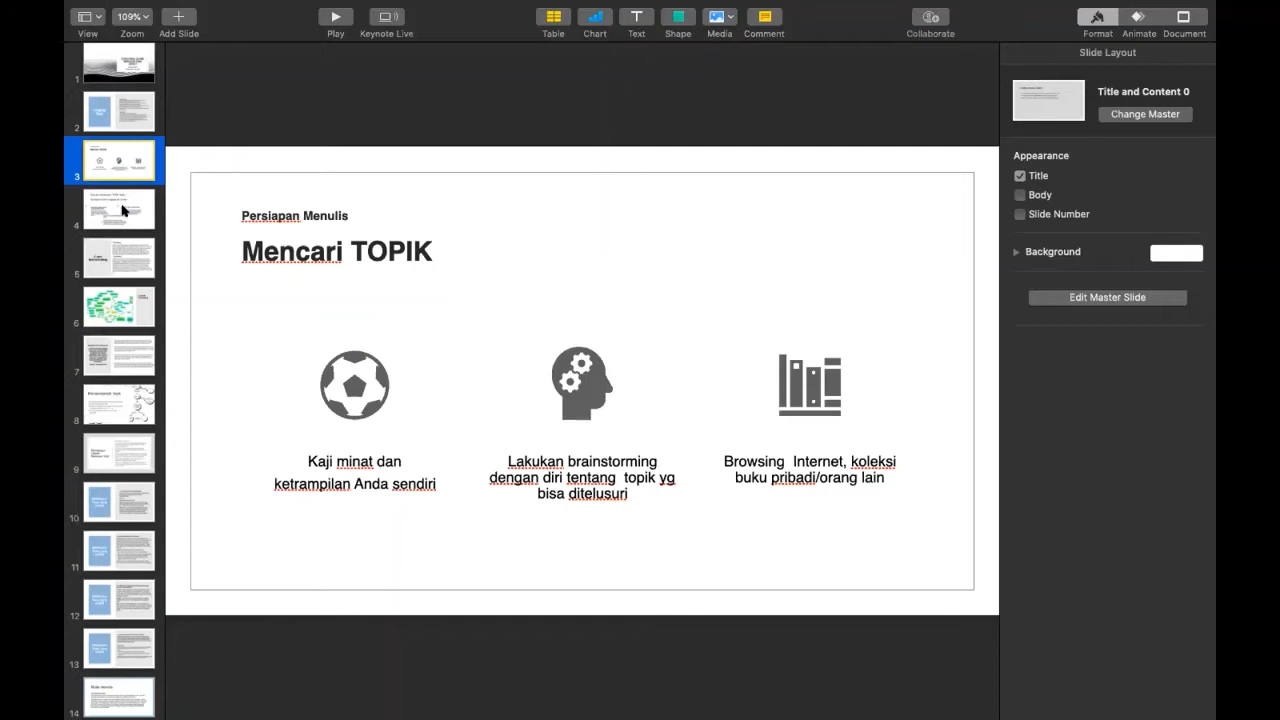 View
109%
Zoom
Add Slide
Play
Keynote Live
Table
Chart
Text
Shape
Media
Comment
Collaborate
Format
Animate
Document
Slide Layout
Title and Content 0
Change Master
Appearance
Title
Body
Slide Number
Background
Edit Master Slide
1
2
3
4
5
6
7
8
9
10
11
12
13
14
Persiapan Menulis
Mencari TOPIK
Kaji minat dan
ketrampilan Anda sendiri
Lakukan brainstorming
dengan diri tentang topik yg
bisa ditelusuri
Browsing Internet, koleksi
buku pribadi/orang lain